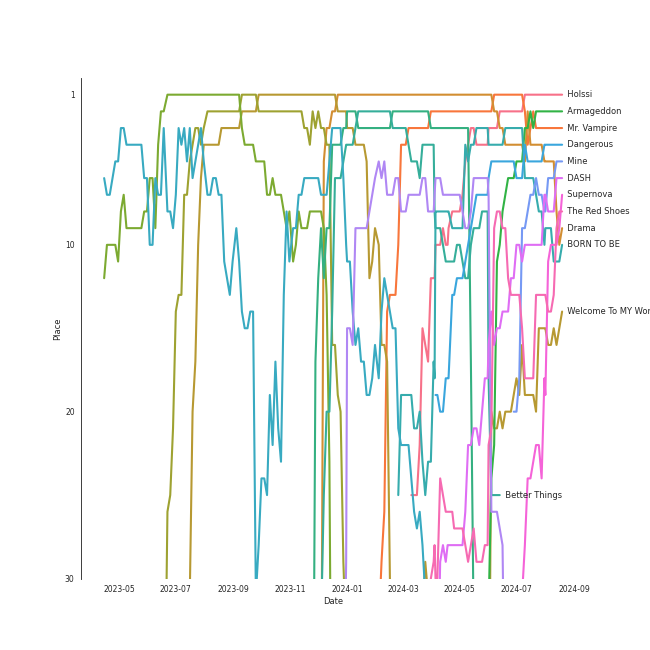 1
10
20
30
Place
2023-05
2023-07
2023-09
2023-11
2024-01
2024-03
2024-05
2024-07
2024-09
Date
Holssi
Armageddon
Mr. Vampire
Dangerous
Mine
DASH
Supernova
The Red Shoes
Drama
BORN TO BE
Welcome To MY Wor
Better Things